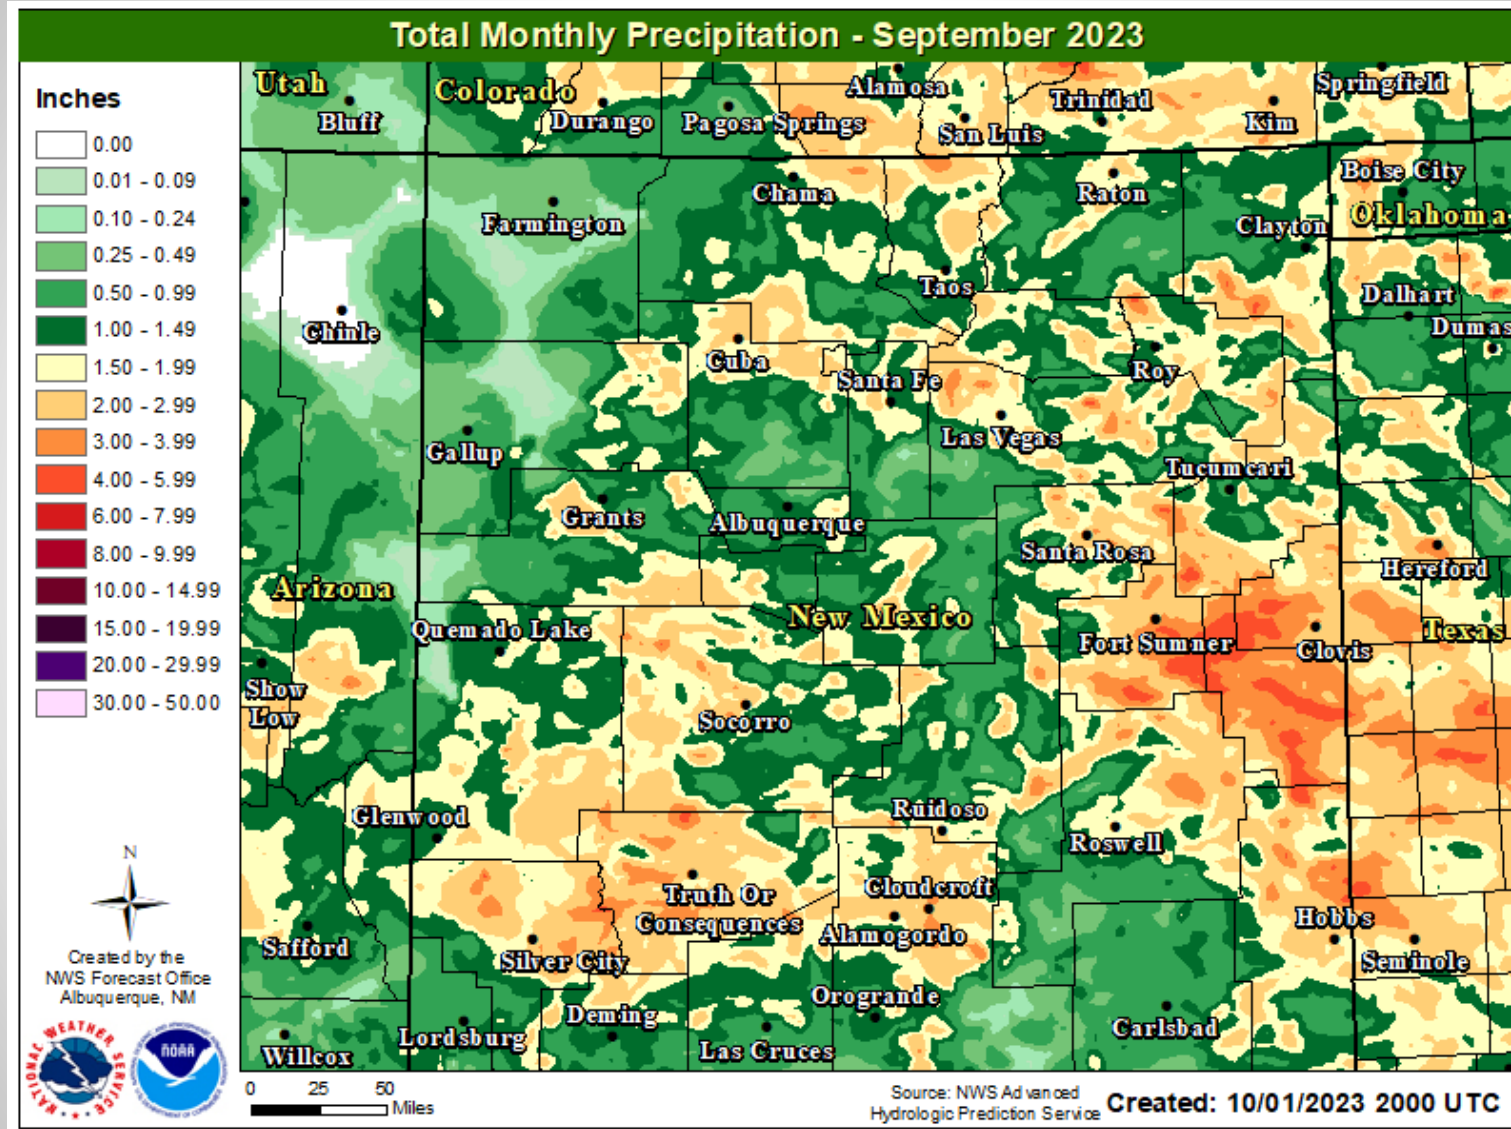 Total Monthly Precipitation - September 2023
Inches
0.00
0.01 - 0.09
0.10 - 0.24
0.25 - 0.49
0.50 - 0.99
1.00 - 1.49
1.50 - 1.99
2.00 - 2.99
3.00 - 3.99
4.00 - 5.99
6.00 - 7.99
8.00 - 9.99
10.00 - 14.99
15.00 - 19.99
20.00 - 29.99
30.00 - 50.00
Utah
Colorado
Alamosa
Springfield
Bluff
Durango
Pagosa Springs
San Luis
Trinidad
Kim
Chama
Raton
Boise City
Farmington
Clayton
Oklahoma
Taos
Dalhart
Chinle
Dumas
Cuba
Santa Fe
Roy
Gallup
Las Vegas
Tucumcari
Grants
Albuquerque
Santa Rosa
Hereford
Arizona
New Mexico
Quemado Lake
Fort Sumner
Clovis
Texas
Show
Low
Socorro
Glenwood
Ruidoso
Roswell
Truth Or
Consequences
Cloudcroft
Alamogordo
Hobbs
Safford
Silver City
Seminole
Orogrande
Deming
Carlsbad
Lordsburg
Las Cruces
Willcox
N
Created by the
NWS Forecast Office
Albuquerque, NM
NATIONAL WEATHER SERVICE
NOAA
0 25 50
Miles
Source: NWS Advanced
Hydrologic Prediction Service
Created: 10/01/2023 2000 UTC